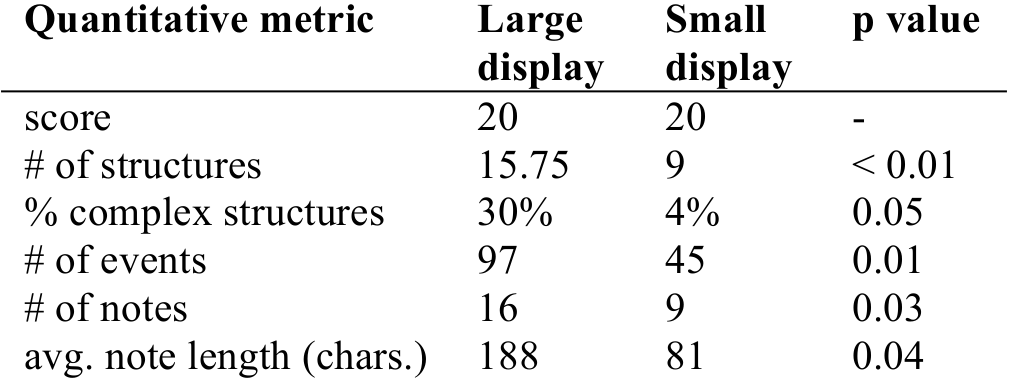 Quantitative metric Large display Small display p value
score 20 20 -
# of structures 15.75 9 < 0.01
% complex structures 30% 4% 0.05
# of events 97 45 0.01
# of notes 16 9 0.03
avg. note length (chars.) 188 81 0.04